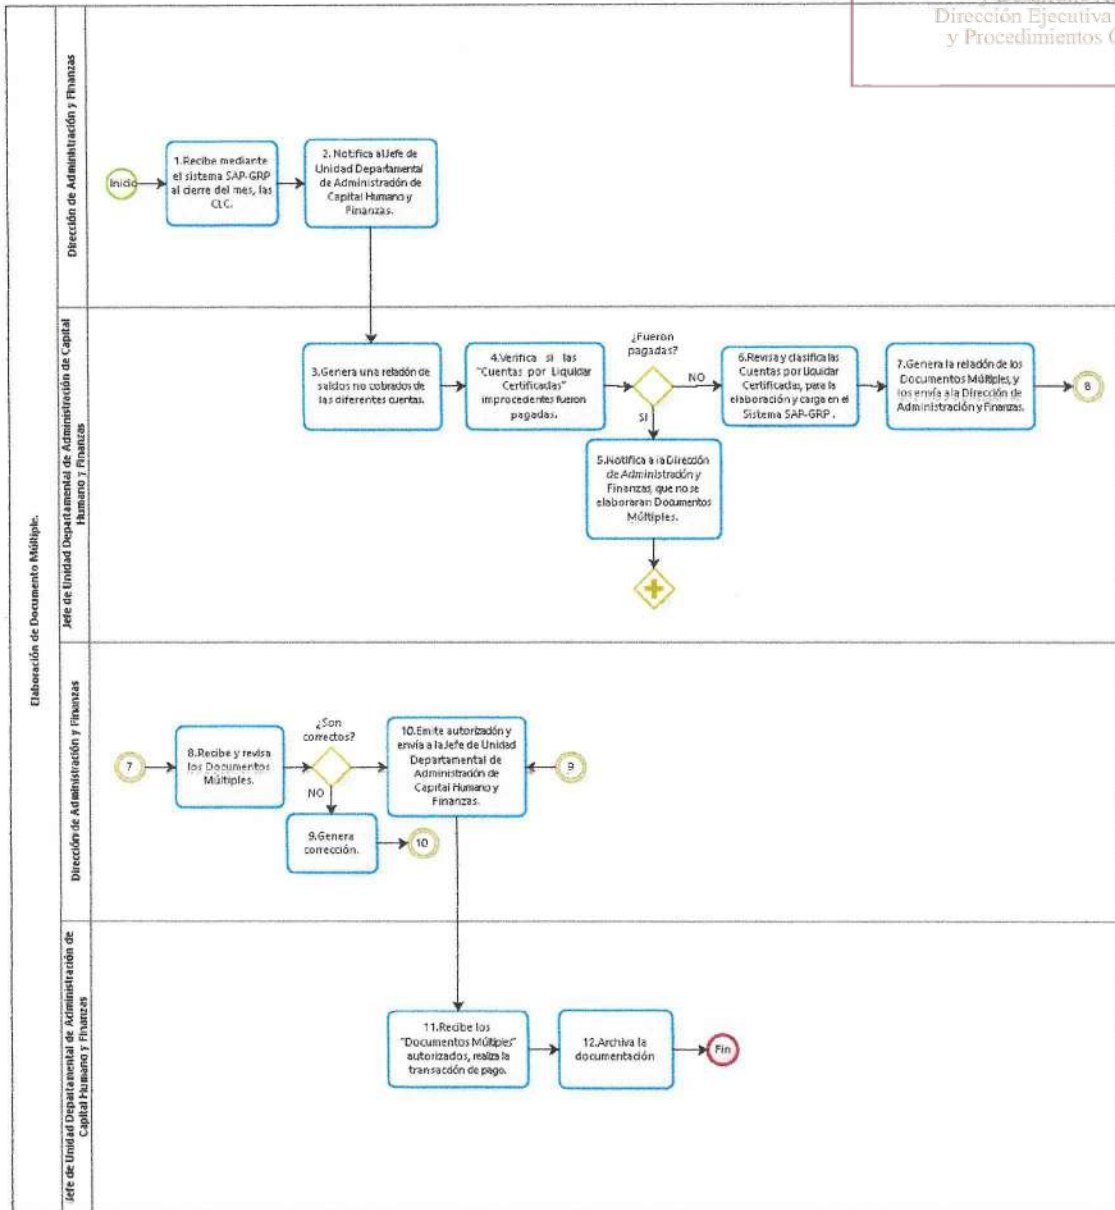 Dirección Ejecutiva
y Procedimientos
Elaboración de Documento Múltiple.
Dirección de Administración y Finanzas
Inicio
1.Recibe mediante
el sistema SAP-GRP
al cierre del mes, las
CLC.
2. Notifica al Jefe de
Unidad Departamental
de Administración de
Capital Humano y
Finanzas.
Jefe de Unidad Departamental de Administración de Capital
Humano y Finanzas
3.Genera una relación de
saldos no cobrados de
las diferentes cuentas.
4.Verifica si las
"Cuentas por Liquidar
Certificadas"
improcedentes fueron
pagadas.
¿Fueron
pagadas?
NO
SI
5.Notifica a la Dirección
de Administración y
Finanzas, que no se
elaboraran Documentos
Múltiples.
6.Revisa y clasifica las
Cuentas por Liquidar
Certificadas, para la
elaboración y carga en el
Sistema SAP-GRP .
7.Genera la relación de los
Documentos Múltiples, y
los envía a la Dirección de
Administración y Finanzas.
8
Dirección de Administración y Finanzas
7
8.Recibe y revisa
los Documentos
Múltiples.
¿Son
correctos?
NO
9.Genera
corrección.
10
10.Emite autorización y
envía a la Jefe de Unidad
Departamental de
Administración de
Capital Humano y
Finanzas.
9
Jefe de Unidad Departamental de Administración de
Capital Humano y Finanzas
11.Recibe los
"Documentos Múltiples"
autorizados, realiza la
transacción de pago.
12.Archiva la
documentación
Fin